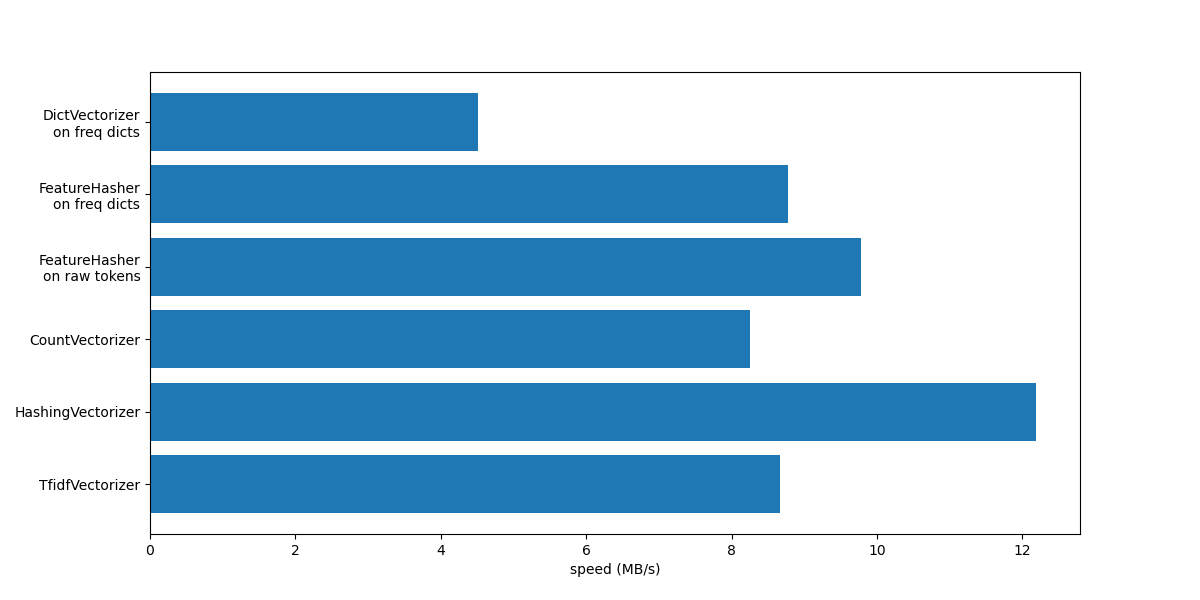 DictVectorizer
on freq dicts
FeatureHasher
on freq dicts
FeatureHasher
on raw tokens
CountVectorizer
HashingVectorizer
TfidfVectorizer
0 2 4 6 8 10 12
speed (MB/s)